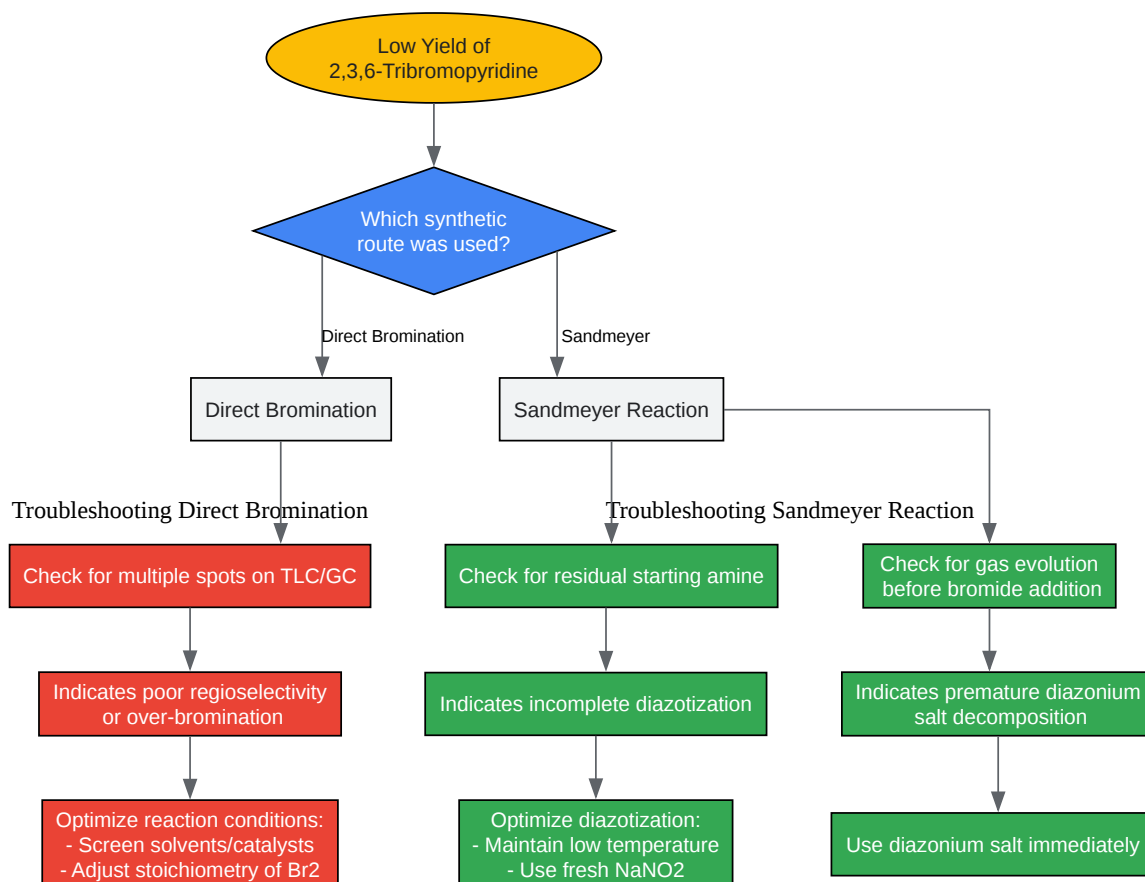 Low Yield of
2,3,6-Tribromopyridine
Which synthetic
route was used?
Direct Bromination
Sandmeyer
Direct Bromination
Sandmeyer Reaction
Troubleshooting Direct Bromination
Troubleshooting Sandmeyer Reaction
Check for multiple spots on TLC/GC
Check for residual starting amine
Check for gas evolution
before bromide addition
Indicates poor regioselectivity
or over-bromination
Indicates incomplete diazotization
Indicates premature diazonium
salt decomposition
Optimize reaction conditions:
- Screen solvents/catalysts
- Adjust stoichiometry of Br2
Optimize diazotization:
- Maintain low temperature
- Use fresh NaNO2
Use diazonium salt immediately